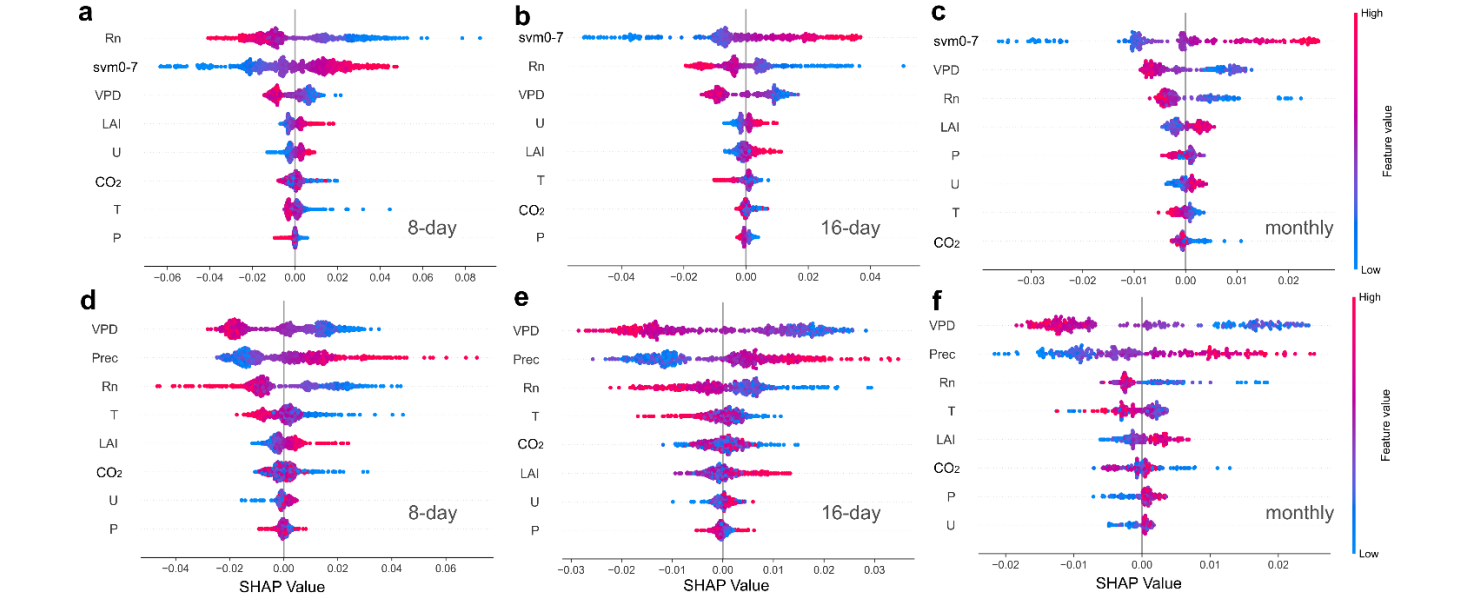 a
Rn
svm0-7
VPD
LAI
U
CO₂
T
P
8-day
−0.06 −0.04 −0.02 0.00 0.02 0.04 0.06 0.08
b
svm0-7
Rn
VPD
U
LAI
T
CO₂
P
16-day
−0.04 −0.02 0.00 0.02 0.04
c
svm0-7
VPD
Rn
LAI
P
U
T
CO₂
monthly
−0.03 −0.02 −0.01 0.00 0.01 0.02
High
Feature value
Low
d
VPD
Prec
Rn
T
LAI
CO₂
U
P
8-day
−0.04 −0.02 0.00 0.02 0.04 0.06
SHAP Value
e
VPD
Prec
Rn
T
CO₂
LAI
U
P
16-day
−0.03 −0.02 −0.01 0.00 0.01 0.02 0.03
SHAP Value
f
VPD
Prec
Rn
T
LAI
CO₂
P
U
monthly
−0.02 −0.01 0.00 0.01 0.02
SHAP Value
High
Feature value
Low